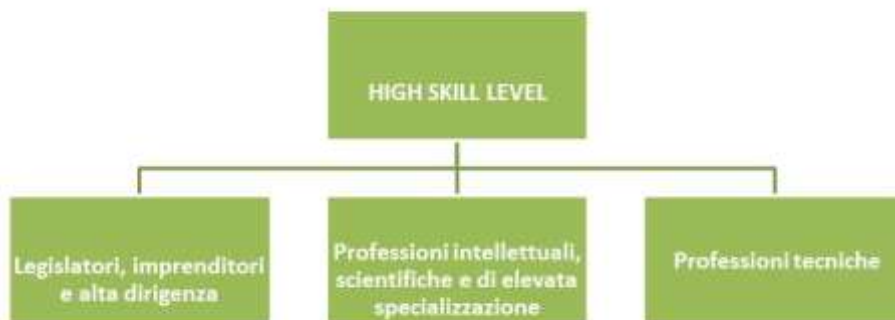 HIGH SKILL LEVEL
Legislatori, imprenditori
e alta dirigenza
Professioni intellettuali,
scientifiche e di elevata
specializzazione
Professioni tecniche